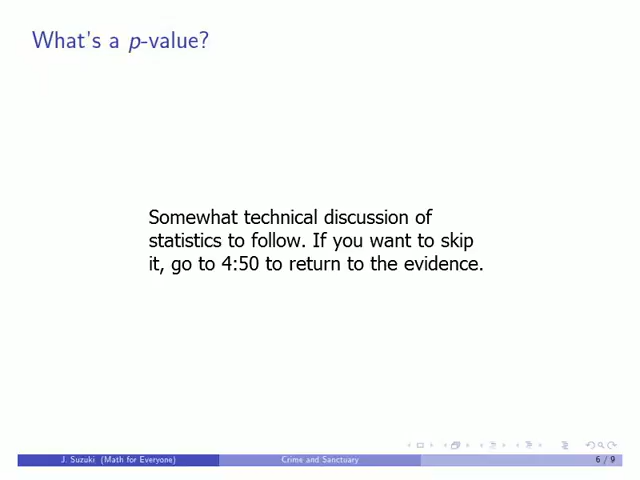 What's a p-value?
Somewhat technical discussion of
statistics to follow. If you want to skip
it, go to 4:50 to return to the evidence.
J. Suzuki (Math for Everyone)
Crime and Sanctuary
6 / 9